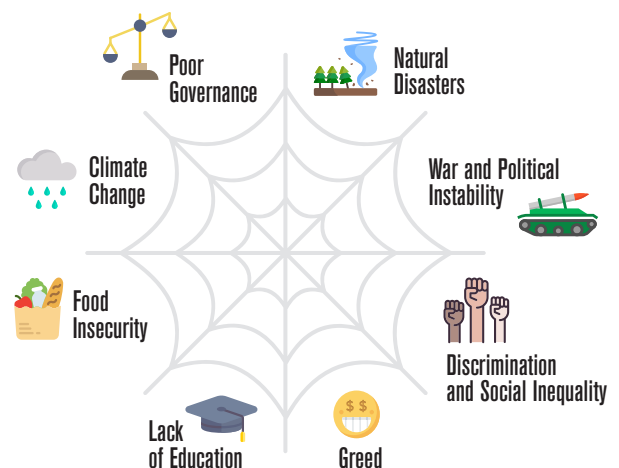 Poor
Governance
Natural
Disasters
Climate
Change
War and Political
Instability
Food
Insecurity
Discrimination
and Social Inequality
Lack
of Education
Greed
$ $